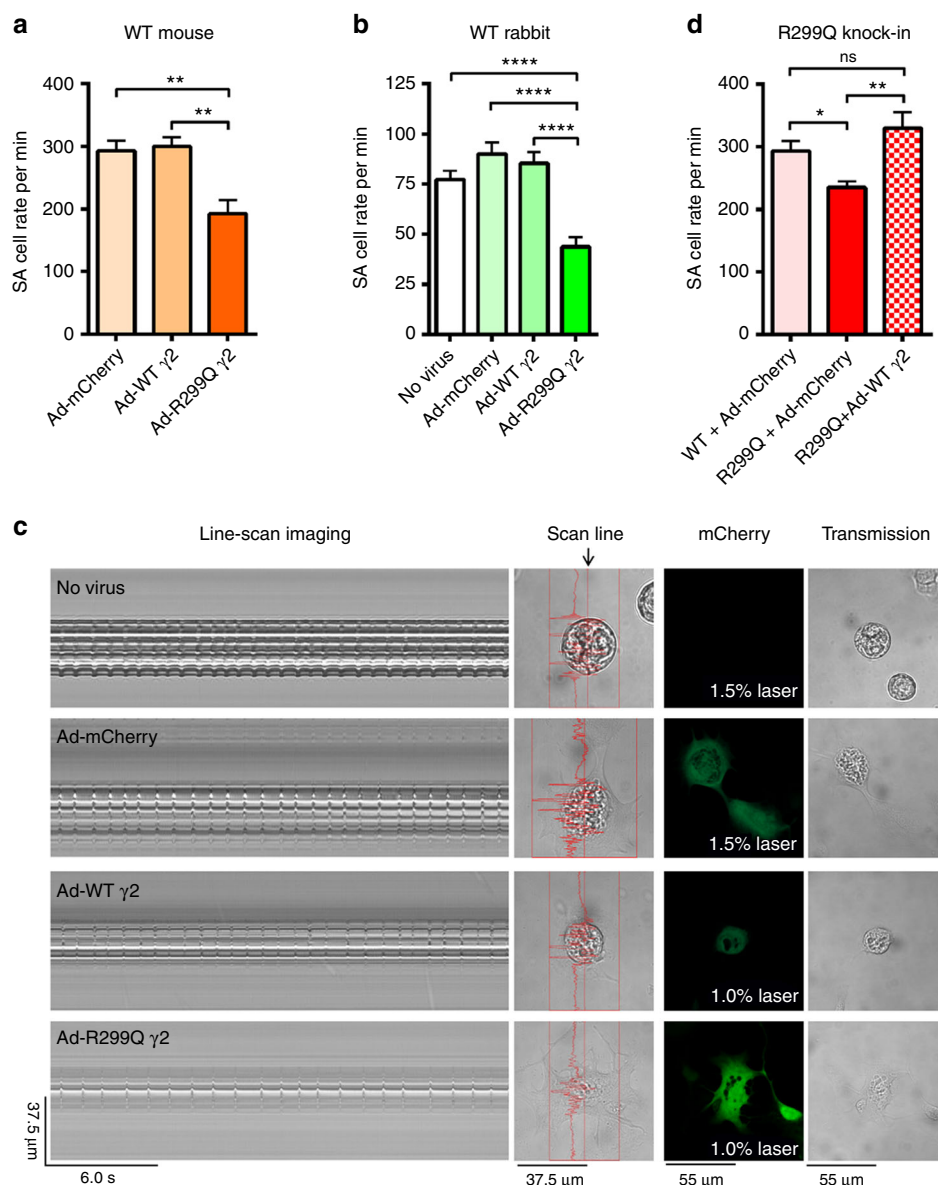 a
WT mouse
SA cell rate per min
400
300
200
100
0
**
**
Ad-mCherry
Ad-WT γ2
Ad-R299Q γ2
b
WT rabbit
SA cell rate per min
125
100
75
50
25
0
****
****
****
No virus
Ad-mCherry
Ad-WT γ2
Ad-R299Q γ2
d
R299Q knock-in
SA cell rate per min
400
300
200
100
0
ns
*
**
WT + Ad-mCherry
R299Q + Ad-mCherry
R299Q+Ad-WT γ2
c
Line-scan imaging
Scan line
mCherry
Transmission
No virus
1.5% laser
Ad-mCherry
1.5% laser
Ad-WT γ2
1.0% laser
Ad-R299Q γ2
1.0% laser
37.5 μm
6.0 s
37.5 μm
55 μm
55 μm